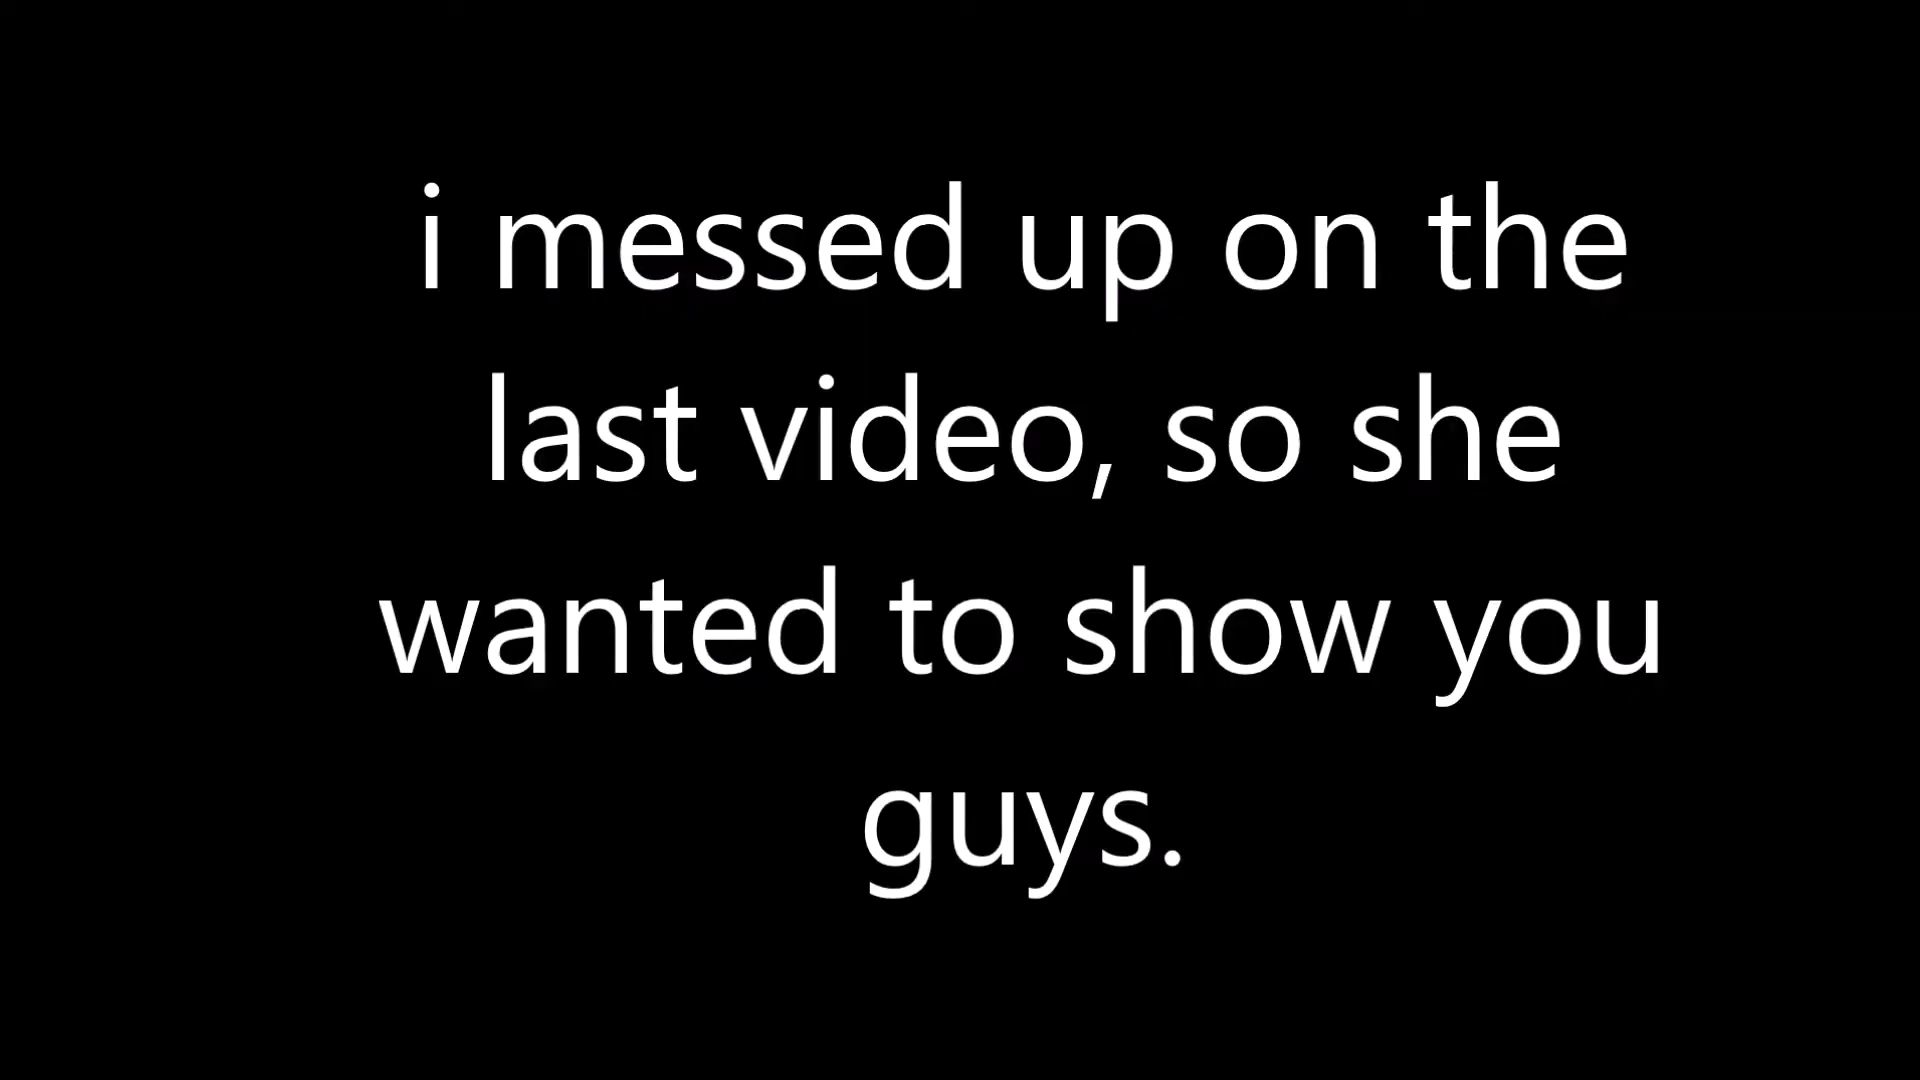 i messed up on the
last video, so she
wanted to show you
guys.